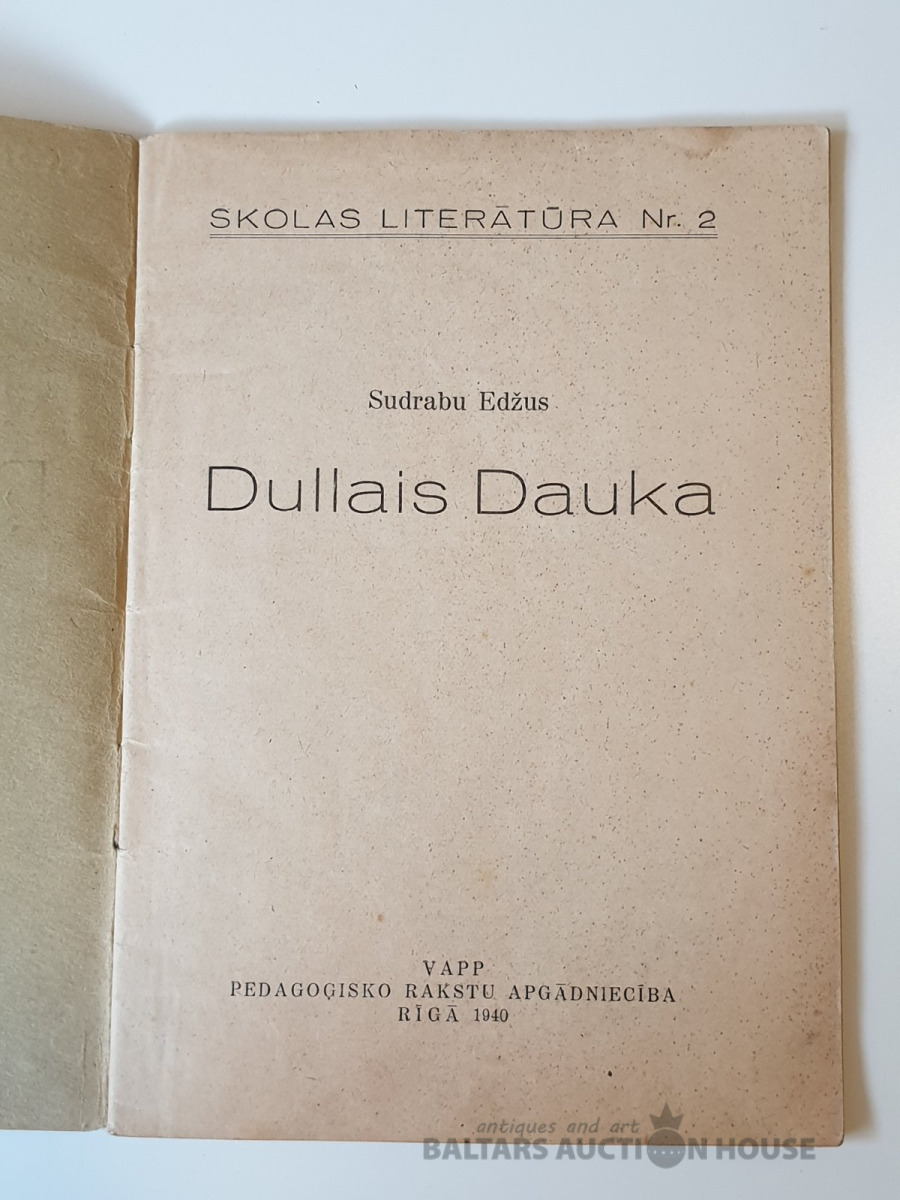 SKOLAS LITERĀTŪRA Nr. 2
Sudrabu Edžus
Dullais Dauka
VAPP
PEDAGOĢISKO RAKSTU APGĀDNIECĪBA
RĪGĀ 1940
antiques and art
BALTARS AUCTION HOUSE